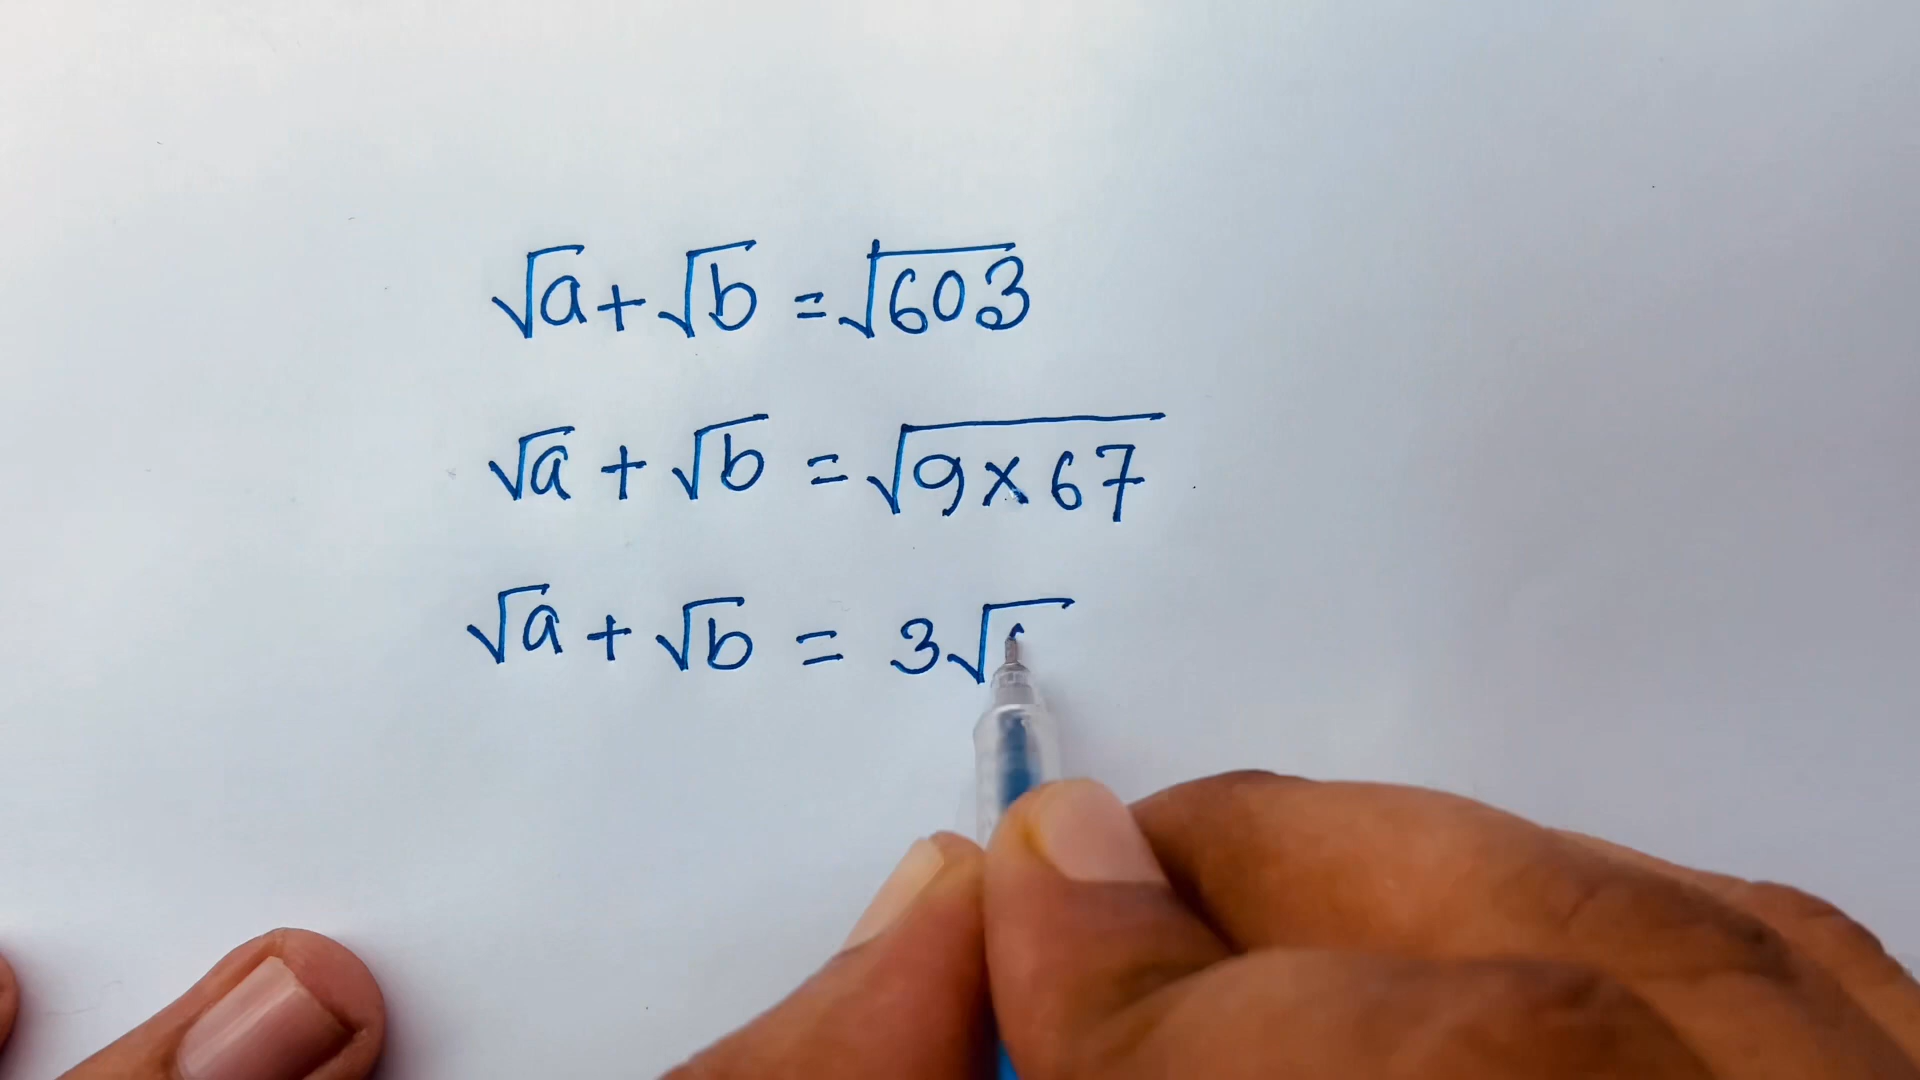 √a + √b = √603
√a + √b = √9 × 67
√a + √b = 3√